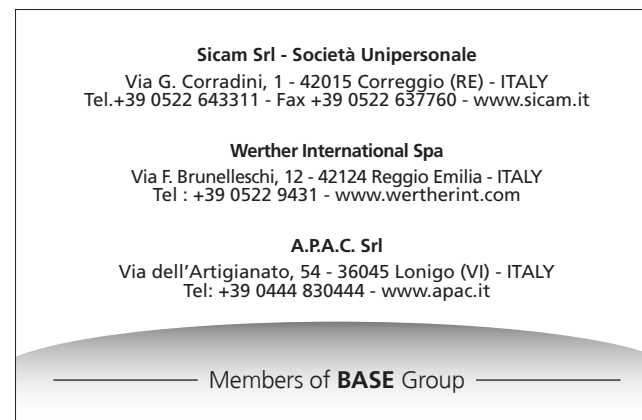 Sicam Srl - Società Unipersonale
Via G. Corradini, 1 - 42015 Correggio (RE) - ITALY
Tel.+39 0522 643311 - Fax +39 0522 637760 - www.sicam.it
Werther International Spa
Via F. Brunelleschi, 12 - 42124 Reggio Emilia - ITALY
Tel : +39 0522 9431 - www.wertherint.com
A.P.A.C. Srl
Via dell'Artigianato, 54 - 36045 Lonigo (VI) - ITALY
Tel: +39 0444 830444 - www.apac.it
Members of BASE Group